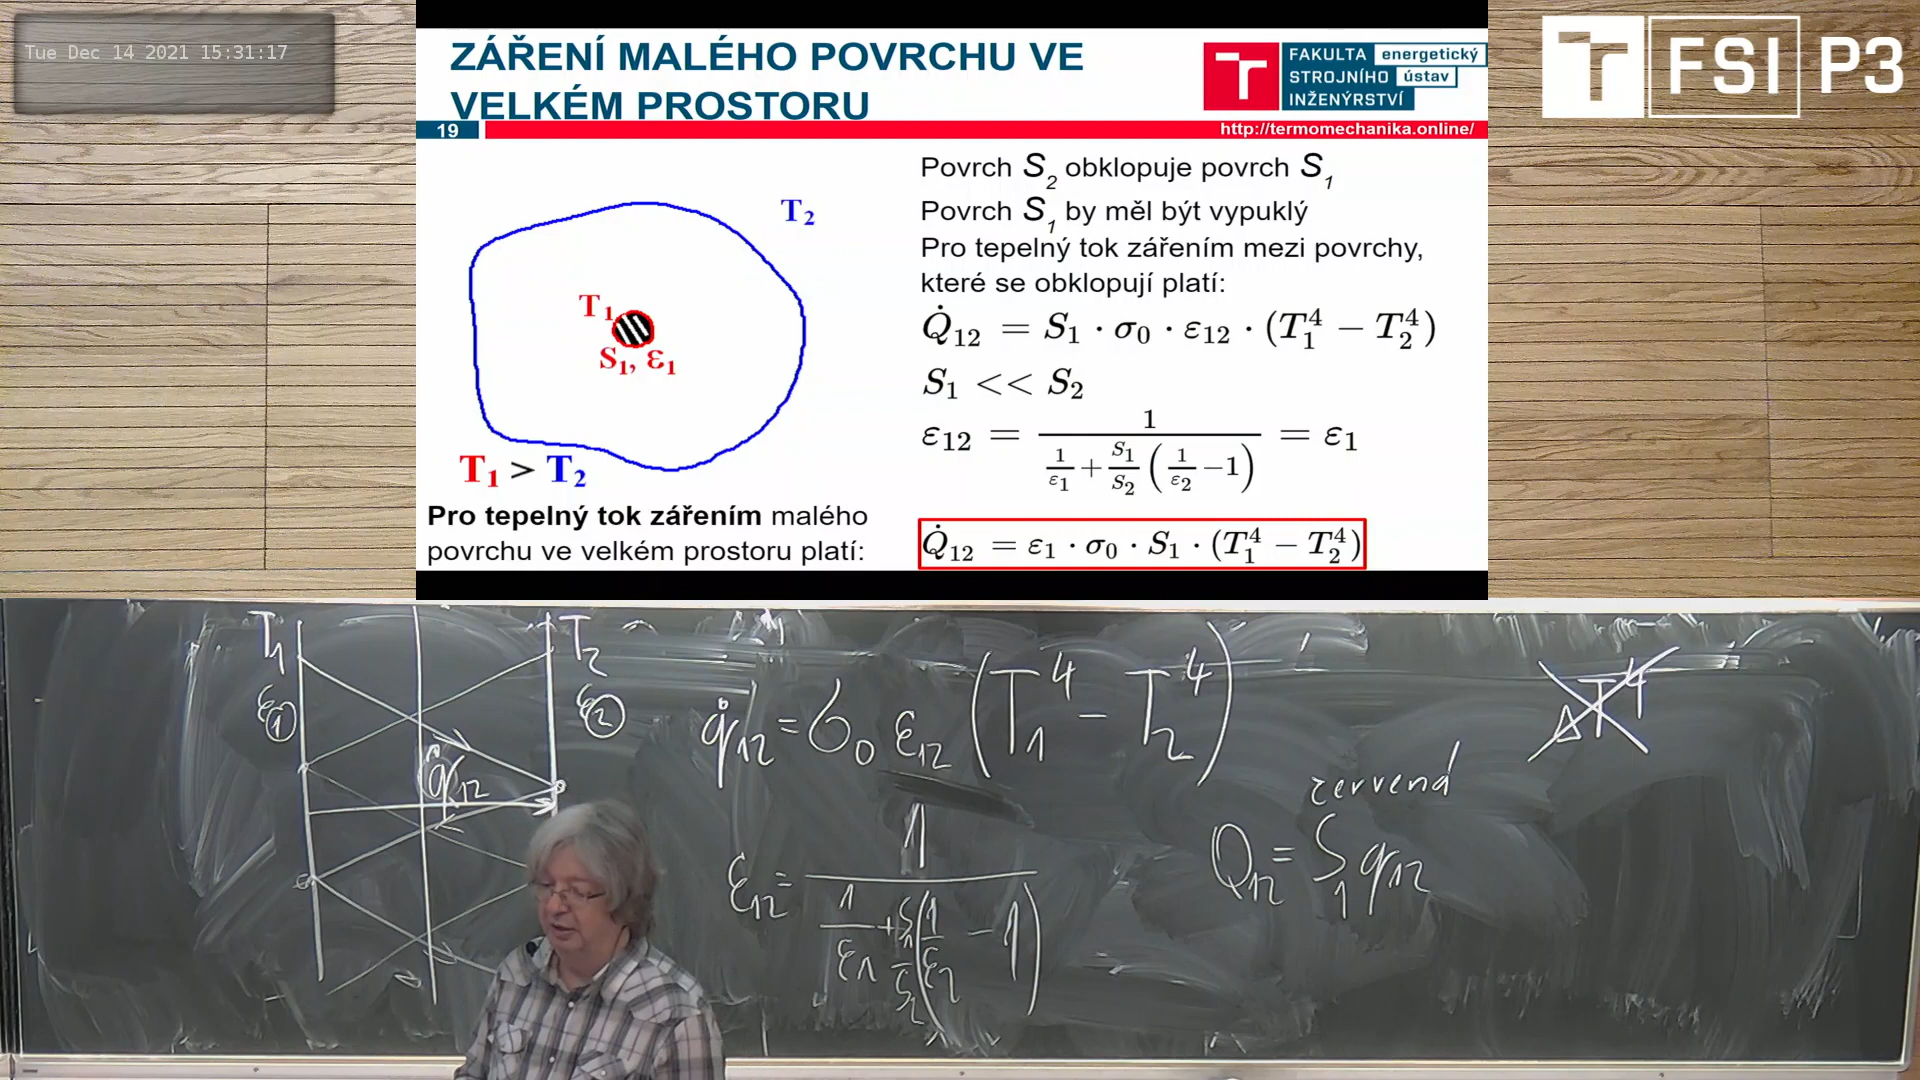 Tue Dec 14 2021 15:31:17
ZÁŘENÍ MALÉHO POVRCHU VE
VELKÉM PROSTORU
FAKULTA energetický
STROJNÍHO ústav
INŽENÝRSTVÍ
T FSI P3
19
http://termomechanika.online/
T₂
T₁
S₁, ε₁
T₁ > T₂
Pro tepelný tok zářením malého
povrchu ve velkém prostoru platí:
Povrch S₂ obklopuje povrch S₁
Povrch S₁ by měl být vypuklý
Pro tepelný tok zářením mezi povrchy,
které se obklopují platí:
Q̇₁₂ = S₁ · σ₀ · ε₁₂ · (T₁⁴ − T₂⁴)
S₁ << S₂
ε₁₂ = 1 / (1/ε₁ + S₁/S₂ (1/ε₂ −1)) = ε₁
Q̇₁₂ = ε₁ · σ₀ · S₁ · (T₁⁴ − T₂⁴)
T₁
ε①
T₂
ε②
q̇₁₂
q̇₁₂ = σ₀ ε₁₂ (T₁⁴ − T₂⁴)
ε₁₂ = 1 / (1/ε₁ + S₁/S₂ (1/ε₂ − 1))
ΔT⁴
Q₁₂ = S₁ q₁₂